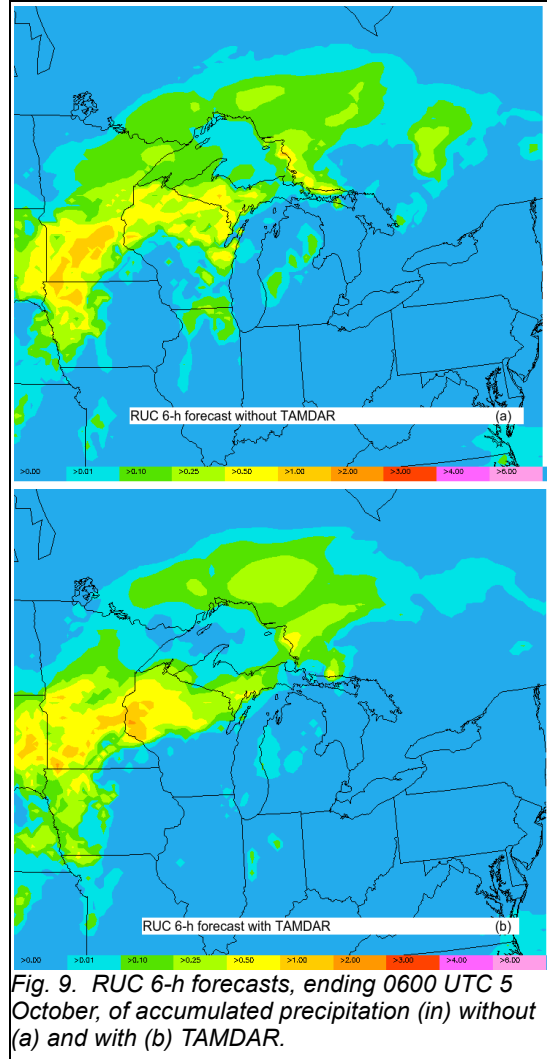 RUC 6-h forecast without TAMDAR (a)
>0.00 >0.01 >0.10 >0.25 >0.50 >1.00 >2.00 >3.00 >4.00 >6.00
RUC 6-h forecast with TAMDAR (b)
>0.00 >0.01 >0.10 >0.25 >0.50 >1.00 >2.00 >3.00 >4.00 >6.00
Fig. 9. RUC 6-h forecasts, ending 0600 UTC 5
October, of accumulated precipitation (in) without
(a) and with (b) TAMDAR.